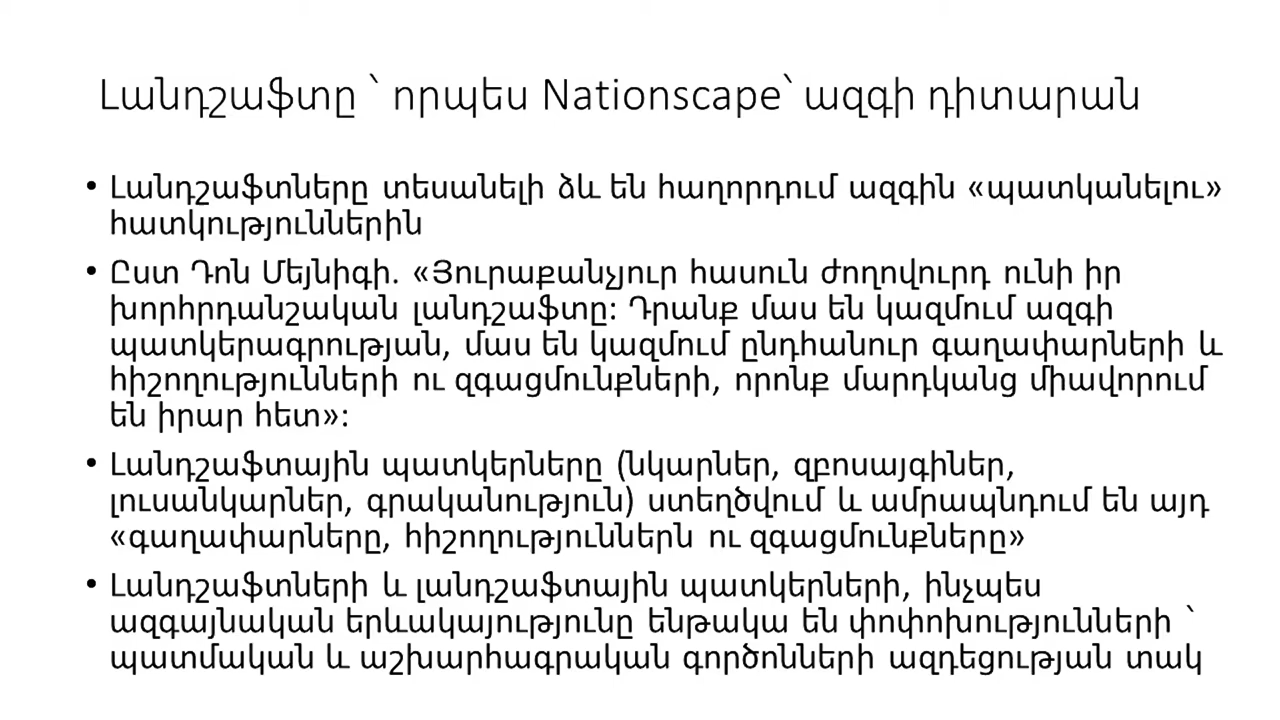 Լանդշաֆտը ՝ որպես Nationscape՝ ազգի դիտարան
• Լանդշաֆտները տեսանելի ձև են հաղորդում ազգին «պատկանելու»
հատկություններին
• Ըստ Դոն Մեյնիգի. «Յուրաքանչյուր հասուն ժողովուրդ ունի իր
խորհրդանշական լանդշաֆտը: Դրանք մաս են կազմում ազգի
պատկերագրության, մաս են կազմում ընդհանուր գաղափարների և
հիշողությունների ու զգացմունքների, որոնք մարդկանց միավորում
են իրար հետ»:
• Լանդշաֆտային պատկերները (նկարներ, զբոսայգիներ,
լուսանկարներ, գրականություն) ստեղծվում և ամրապնդում են այդ
«գաղափարները, հիշողություններն ու զգացմունքները»
• Լանդշաֆտների և լանդշաֆտային պատկերների, ինչպես
ազգայնական երևակայությունը ենթակա են փոփոխությունների ՝
պատմական և աշխարհագրական գործոնների ազդեցության տակ